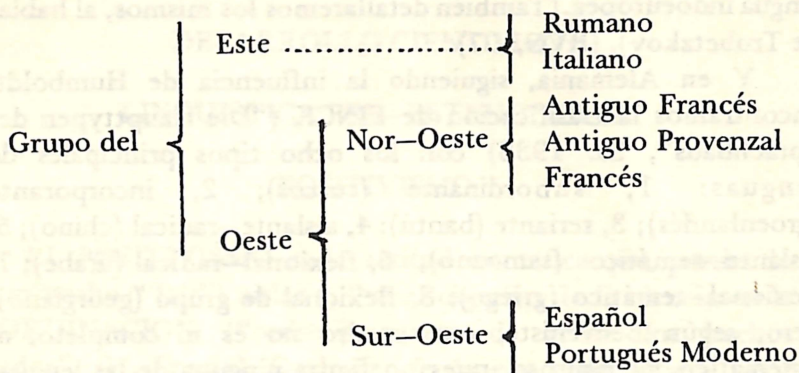 Rumano
Este
Italiano
Antiguo Francés
Grupo del
Nor—Oeste
Antiguo Provenzal
Francés
Oeste
Español
Sur—Oeste
Portugués Moderno